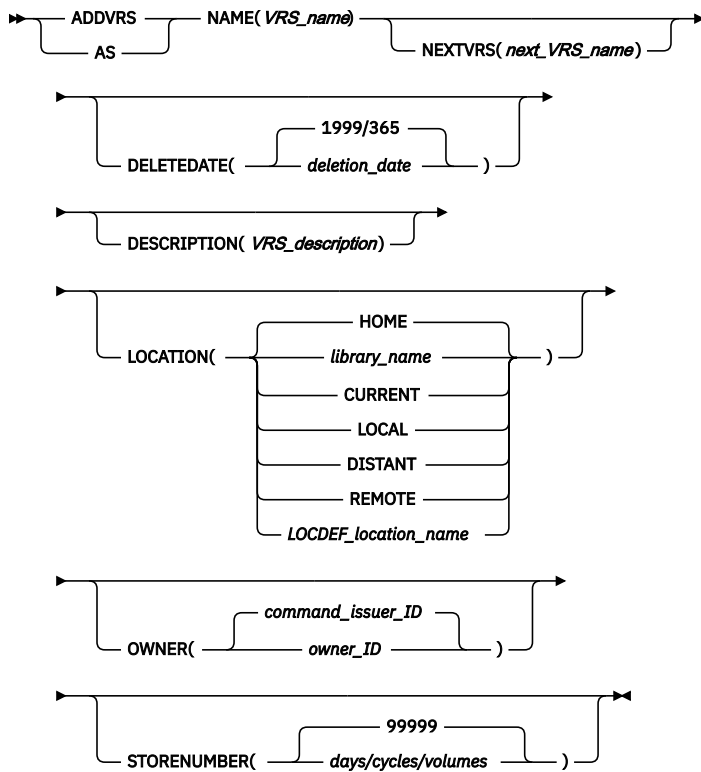 ADDVRS NAME( VRS_name)
AS NEXTVRS( next_VRS_name )
1999/365
DELETEDATE( deletion_date )
DESCRIPTION( VRS_description)
HOME
LOCATION( library_name )
CURRENT
LOCAL
DISTANT
REMOTE
LOCDEF_location_name
command_issuer_ID
OWNER( owner_ID )
99999
STORENUMBER( days/cycles/volumes )